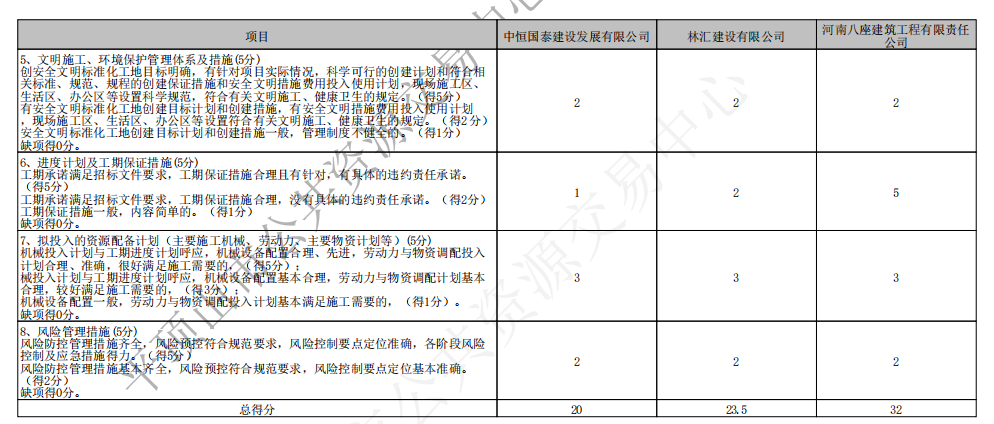 项目
中恒国泰建设发展有限公司
林汇建设有限公司
河南八座建筑工程有限责任
公司
5、文明施工、环境保护管理体系及措施(5分)
创安全文明标准化工地目标明确，有针对项目实际情况，科学可行的创建计划和符合相
关标准、规范、规程的创建保证措施和安全文明措施费用投入使用计划，现场施工区、
生活区、办公区等设置科学规范，符合有关文明施工、健康卫生的规定。（得5分）
有安全文明标准化工地创建目标计划和创建措施，有安全文明措施费用投入使用计划
，现场施工区、生活区、办公区等设置符合有关文明施工、健康卫生的规定。（得2分）
安全文明标准化工地创建目标计划和创建措施一般，管理制度不健全的。（得1分）
缺项得0分。
2
2
2
6、进度计划及工期保证措施(5分)
工期承诺满足招标文件要求，工期保证措施合理且有针对，有具体的违约责任承诺。
（得5分）
工期承诺满足招标文件要求，工期保证措施合理，没有具体的违约责任承诺。（得2分）
工期保证措施一般，内容简单的。（得1分）
缺项得0分。
1
2
5
7、拟投入的资源配备计划（主要施工机械、劳动力、主要物资计划等）(5分)
机械投入计划与工期进度计划呼应，机械设备配置合理、先进，劳动力与物资调配投入
计划合理、准确，很好满足施工需要的，（得5分）；
械投入计划与工期进度计划呼应，机械设备配置基本合理，劳动力与物资调配计划基本
合理，较好满足施工需要的，（得3分）；
机械设备配置一般，劳动力与物资调配投入计划基本满足施工需要的，（得1分）。
缺项得0分。
3
3
3
8、风险管理措施(5分)
风险防控管理措施齐全，风险预控符合规范要求，风险控制要点定位准确，各阶段风险
控制及应急措施得力。（得5分）
风险防控管理措施基本齐全，风险预控符合规范要求，风险控制要点定位基本准确。
（得2分）
缺项得0分。
2
2
2
总得分
20
23.5
32
平顶山市公共资源交易中心
公共资源交易中心